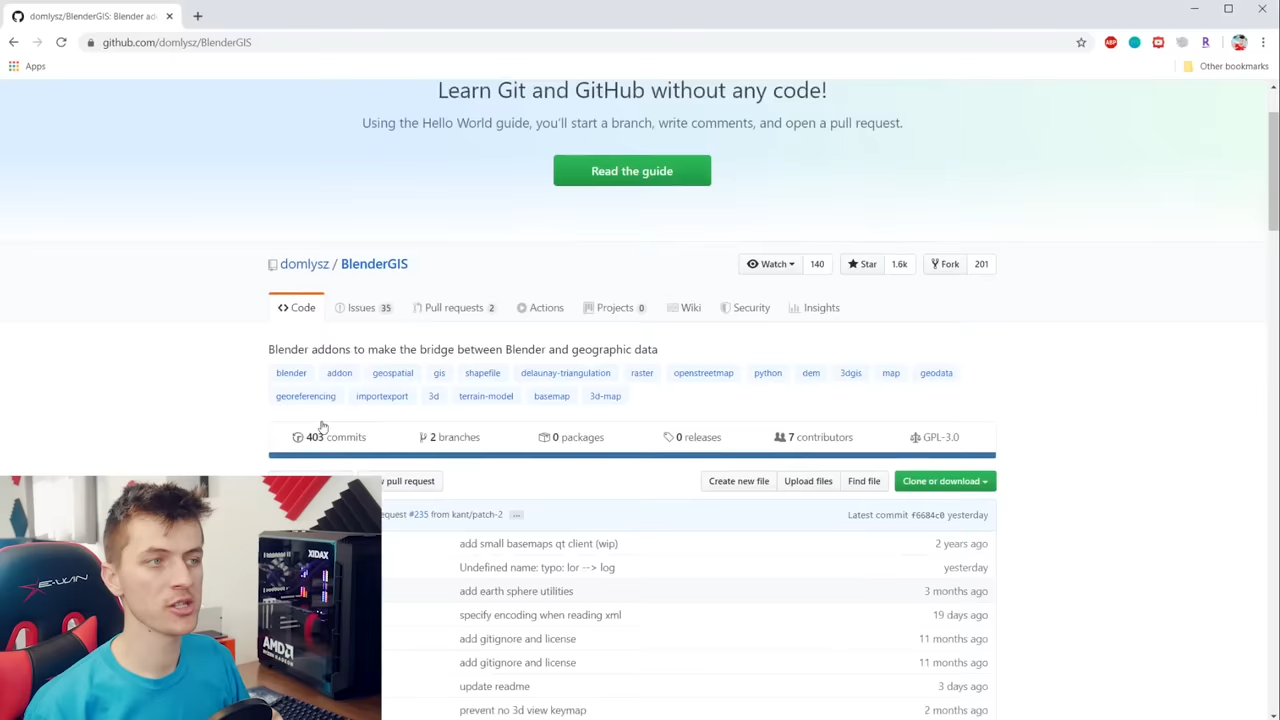 domlysz/BlenderGIS: Blender ad
github.com/domlysz/BlenderGIS
ABP
R
Apps
Other bookmarks
Learn Git and GitHub without any code!
Using the Hello World guide, you'll start a branch, write comments, and open a pull request.
Read the guide
domlysz / BlenderGIS
Watch 140 Star 1.6k Fork 201
Code Issues 35 Pull requests 2 Actions Projects 0 Wiki Security Insights
Blender addons to make the bridge between Blender and geographic data
blender addon geospatial gis shapefile delaunay-triangulation raster openstreetmap python dem 3dgis map geodata
georeferencing importexport 3d terrain-model basemap 3d-map
403 commits 2 branches 0 packages 0 releases 7 contributors GPL-3.0
pull request Create new file Upload files Find file Clone or download
equest #235 from kant/patch-2 ... Latest commit f6684c0 yesterday
add small basemaps qt client (wip) 2 years ago
Undefined name: typo: lor --> log yesterday
add earth sphere utilities 3 months ago
specify encoding when reading xml 19 days ago
add gitignore and license 11 months ago
add gitignore and license 11 months ago
update readme 3 days ago
prevent no 3d view keymap 2 months ago
E-WIN
XIDAX
AMD
RADEON